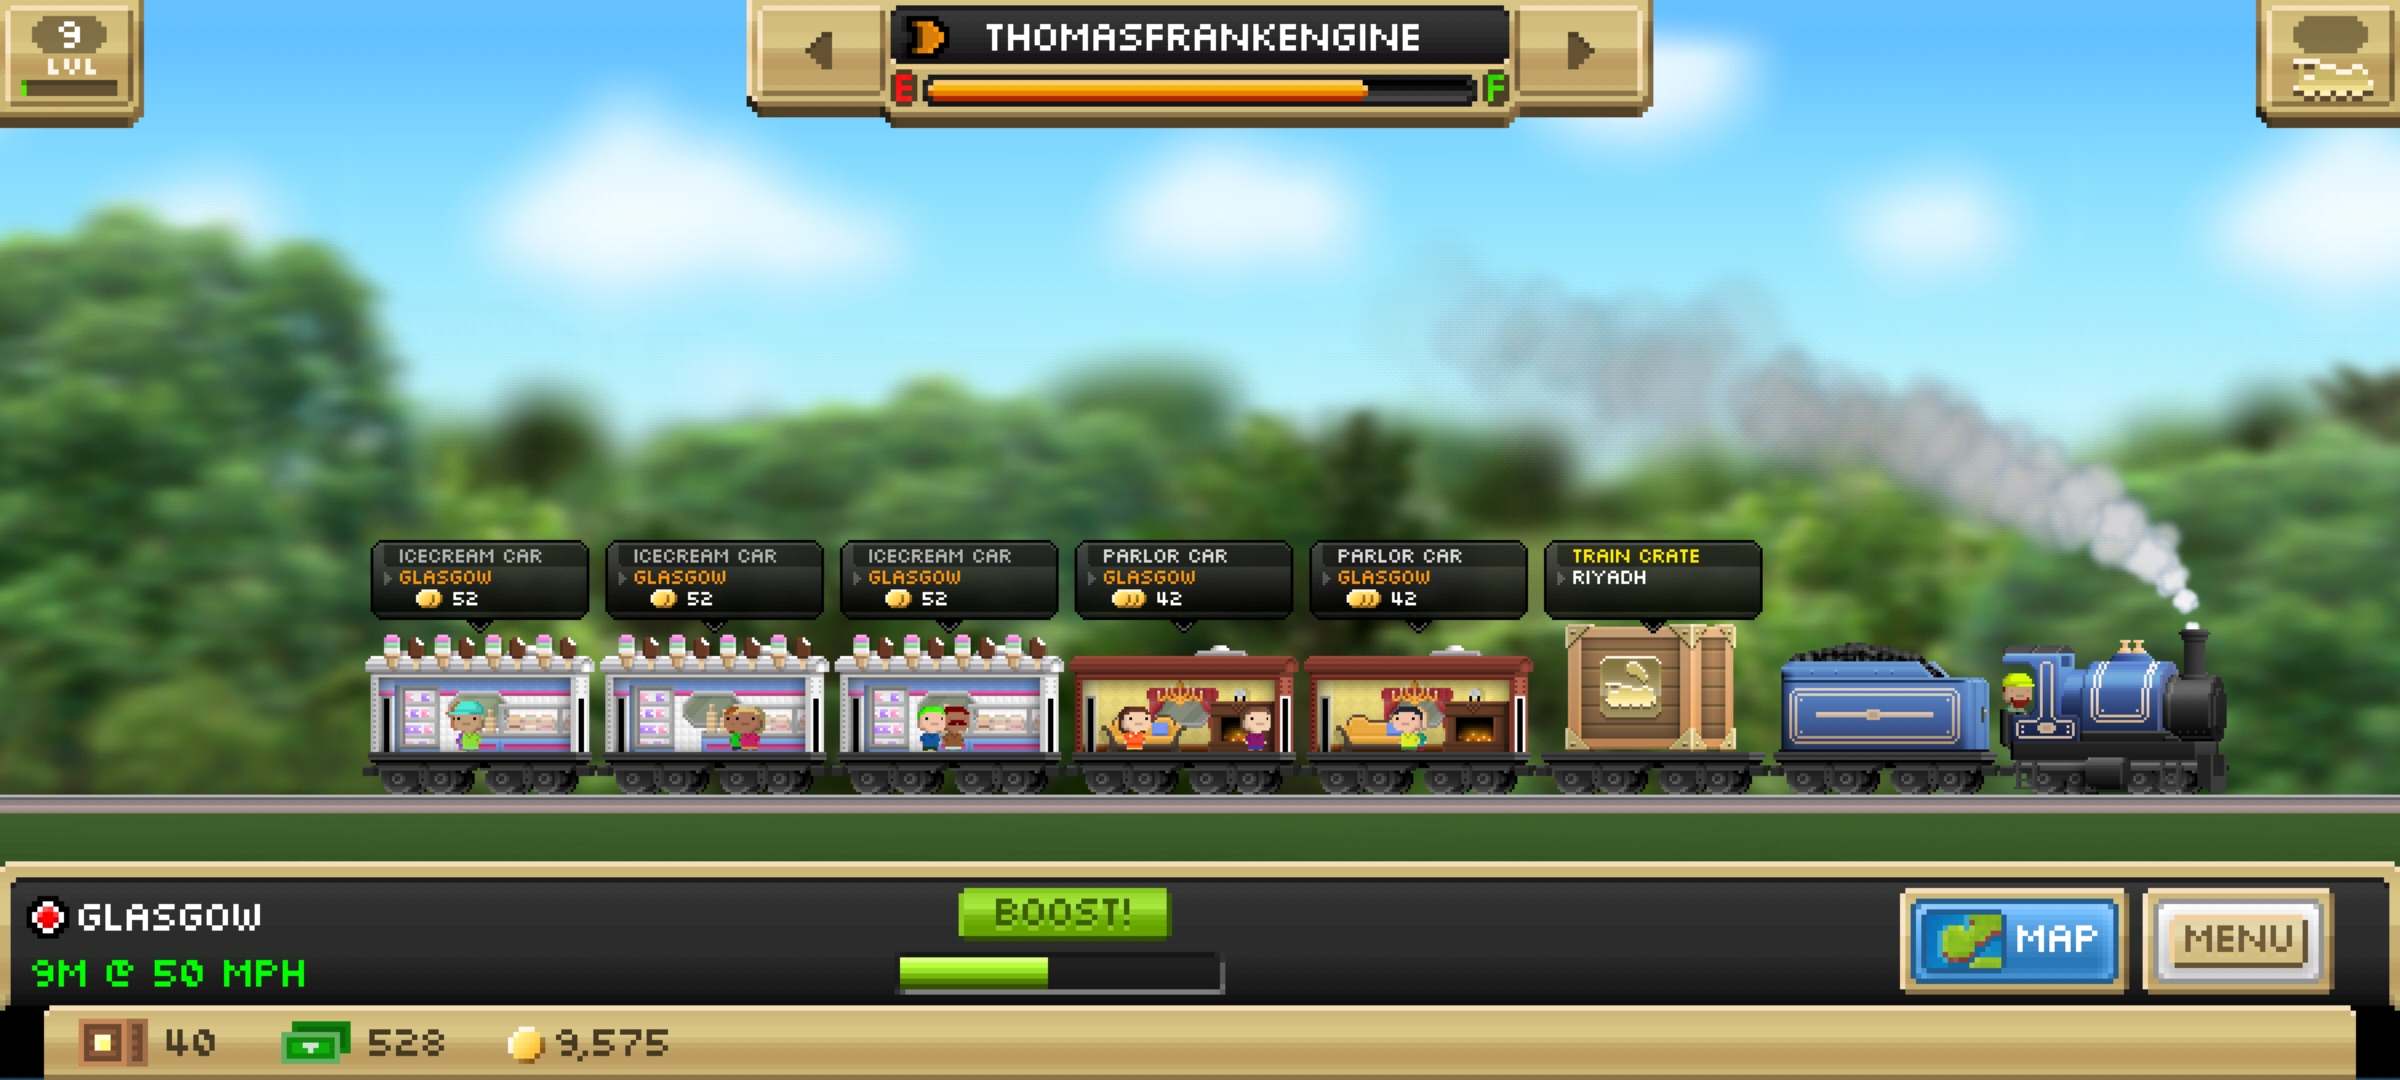 9
LVL
THOMASFRANKENGINE
E F
ICECREAM CAR
GLASGOW
52
ICECREAM CAR
GLASGOW
52
ICECREAM CAR
GLASGOW
52
PARLOR CAR
GLASGOW
42
PARLOR CAR
GLASGOW
42
TRAIN CRATE
RIYADH
GLASGOW
9M @ 50 MPH
BOOST!
MAP
MENU
40
528
9,575